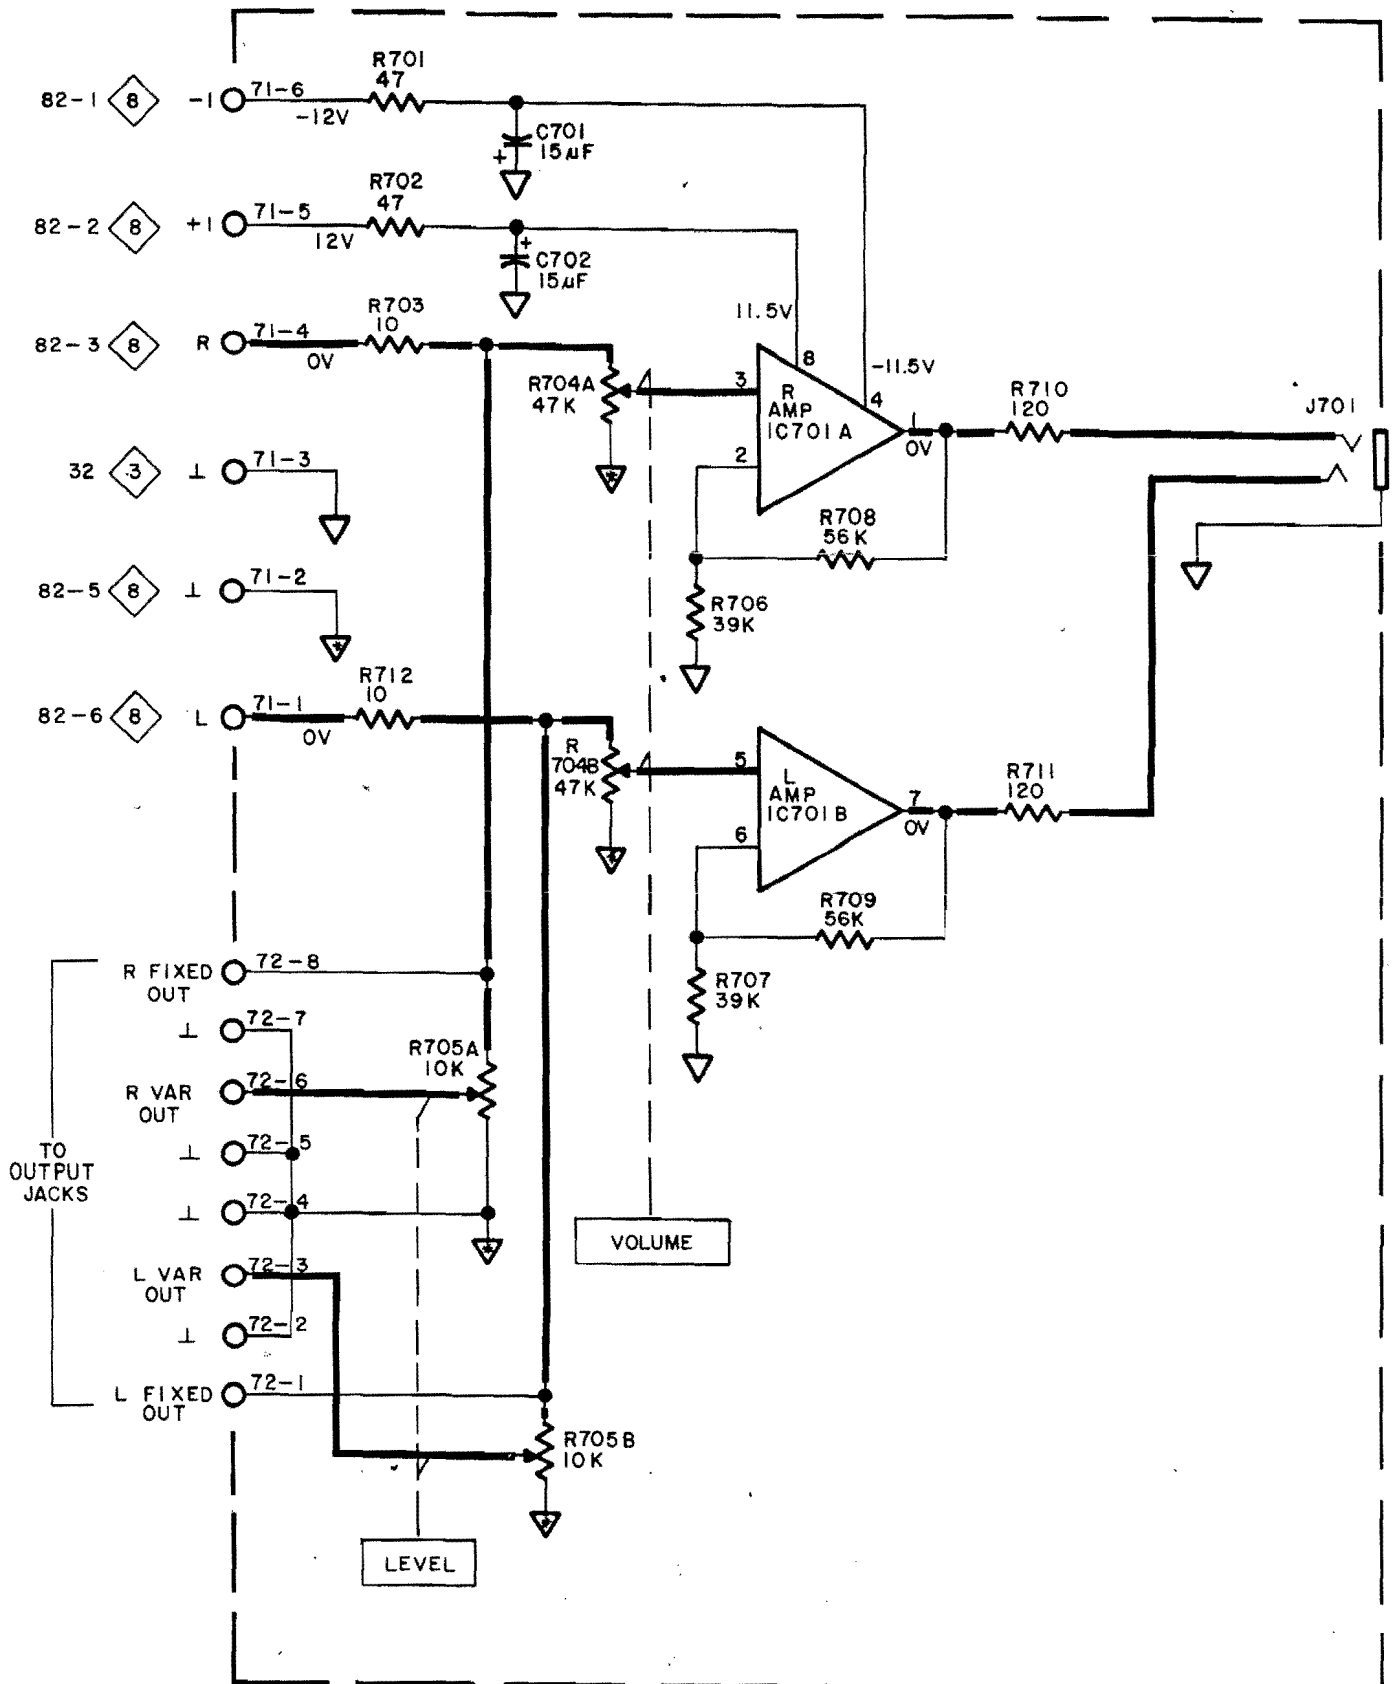 R701
47
82-1 8 -1 71-6
-12V
C701
+ 15µF
R702
47
82-2 8 +1 71-5
12V
+
C702
15µF
R703
10
11.5V
82-3 8 R 71-4
0V
8
-11.5V
R704A
47K
3
R
AMP
IC701A
4
1
0V
R710
120
J701
32 3 ⊥ 71-3
2
R708
56K
82-5 8 ⊥ 71-2
*
*
R706
39K
R712
10
82-6 8 L 71-1
0V
R
704B
47K
5
L
AMP
IC701B
7
0V
R711
120
6
*
R709
56K
R FIXED
OUT
72-8
R707
39K
⊥ 72-7
R705A
10K
R VAR
OUT
72-6
TO
OUTPUT
JACKS
⊥ 72-5
⊥ 72-4
*
VOLUME
L VAR
OUT
72-3
⊥ 72-2
L FIXED
OUT
72-1
R705B
10K
*
LEVEL